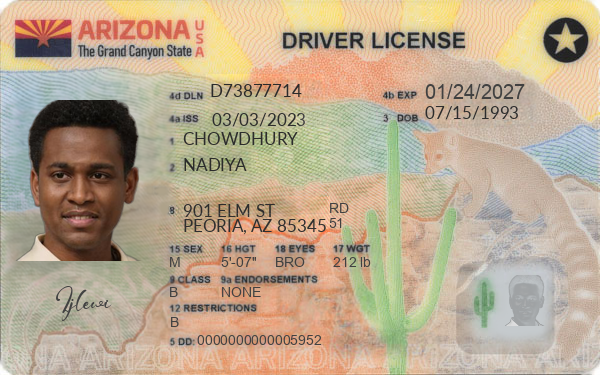 ARIZONA USA
The Grand Canyon State
DRIVER LICENSE
4d DLN D73877714
4b EXP 01/24/2027
4a ISS 03/03/2023
3 DOB 07/15/1993
1 CHOWDHURY
2 NADIYA
8 901 ELM ST RD
PEORIA, AZ 85345 51
15 SEX 16 HGT 18 EYES 17 WGT
M 5'-07" BRO 212 lb
9 CLASS 9a ENDORSEMENTS
B NONE
12 RESTRICTIONS
B
5 DD: 0000000000005952
ARIZONA ARIZONA ARIZONA ARIZONA